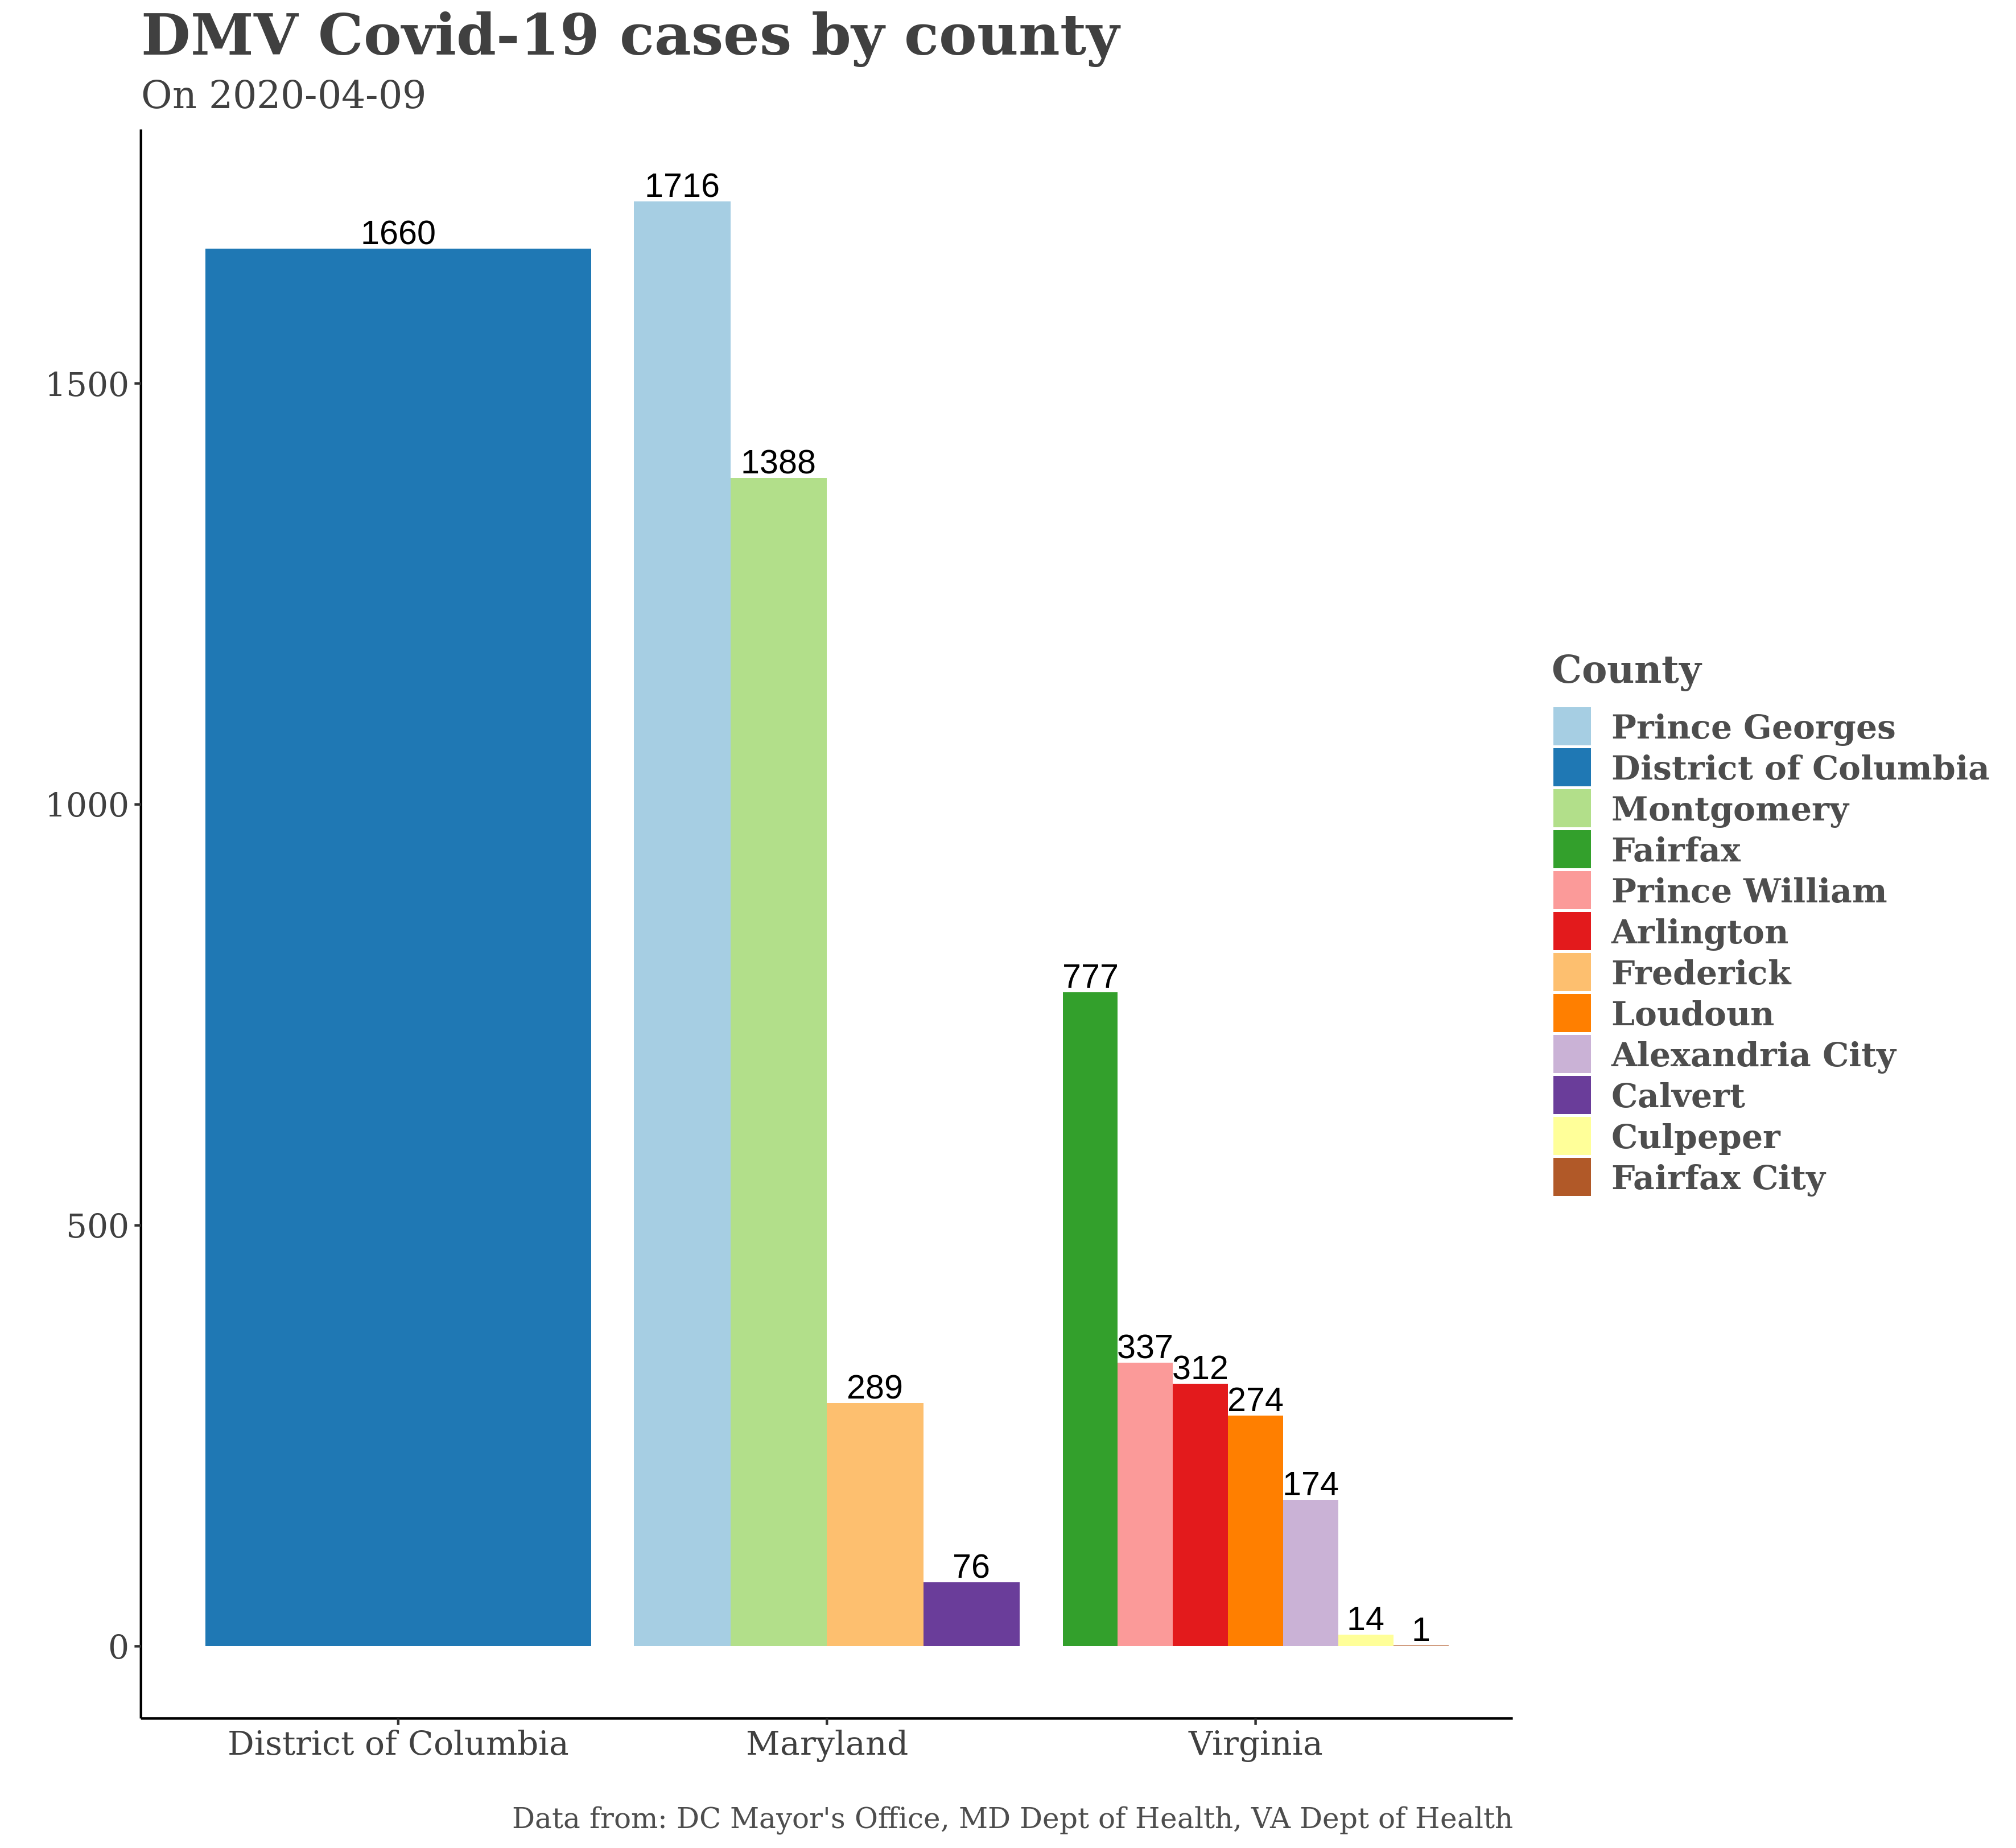 DMV Covid-19 cases by county
On 2020-04-09
1716
1660
1500
1388
1000
777
500
337
312
289
274
174
76
14
1
0
District of Columbia
Maryland
Virginia
County
Prince Georges
District of Columbia
Montgomery
Fairfax
Prince William
Arlington
Frederick
Loudoun
Alexandria City
Calvert
Culpeper
Fairfax City
Data from: DC Mayor's Office, MD Dept of Health, VA Dept of Health